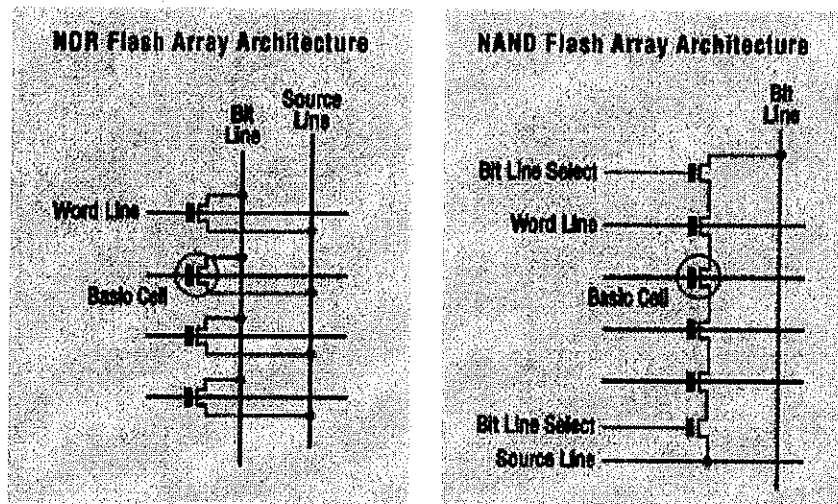 NOR Flash Array Architecture
Bit
Line
Source
Line
Word Line
Basic Cell
NAND Flash Array Architecture
Bit
Line
Bit Line Select
Word Line
Basic Cell
Bit Line Select
Source Line